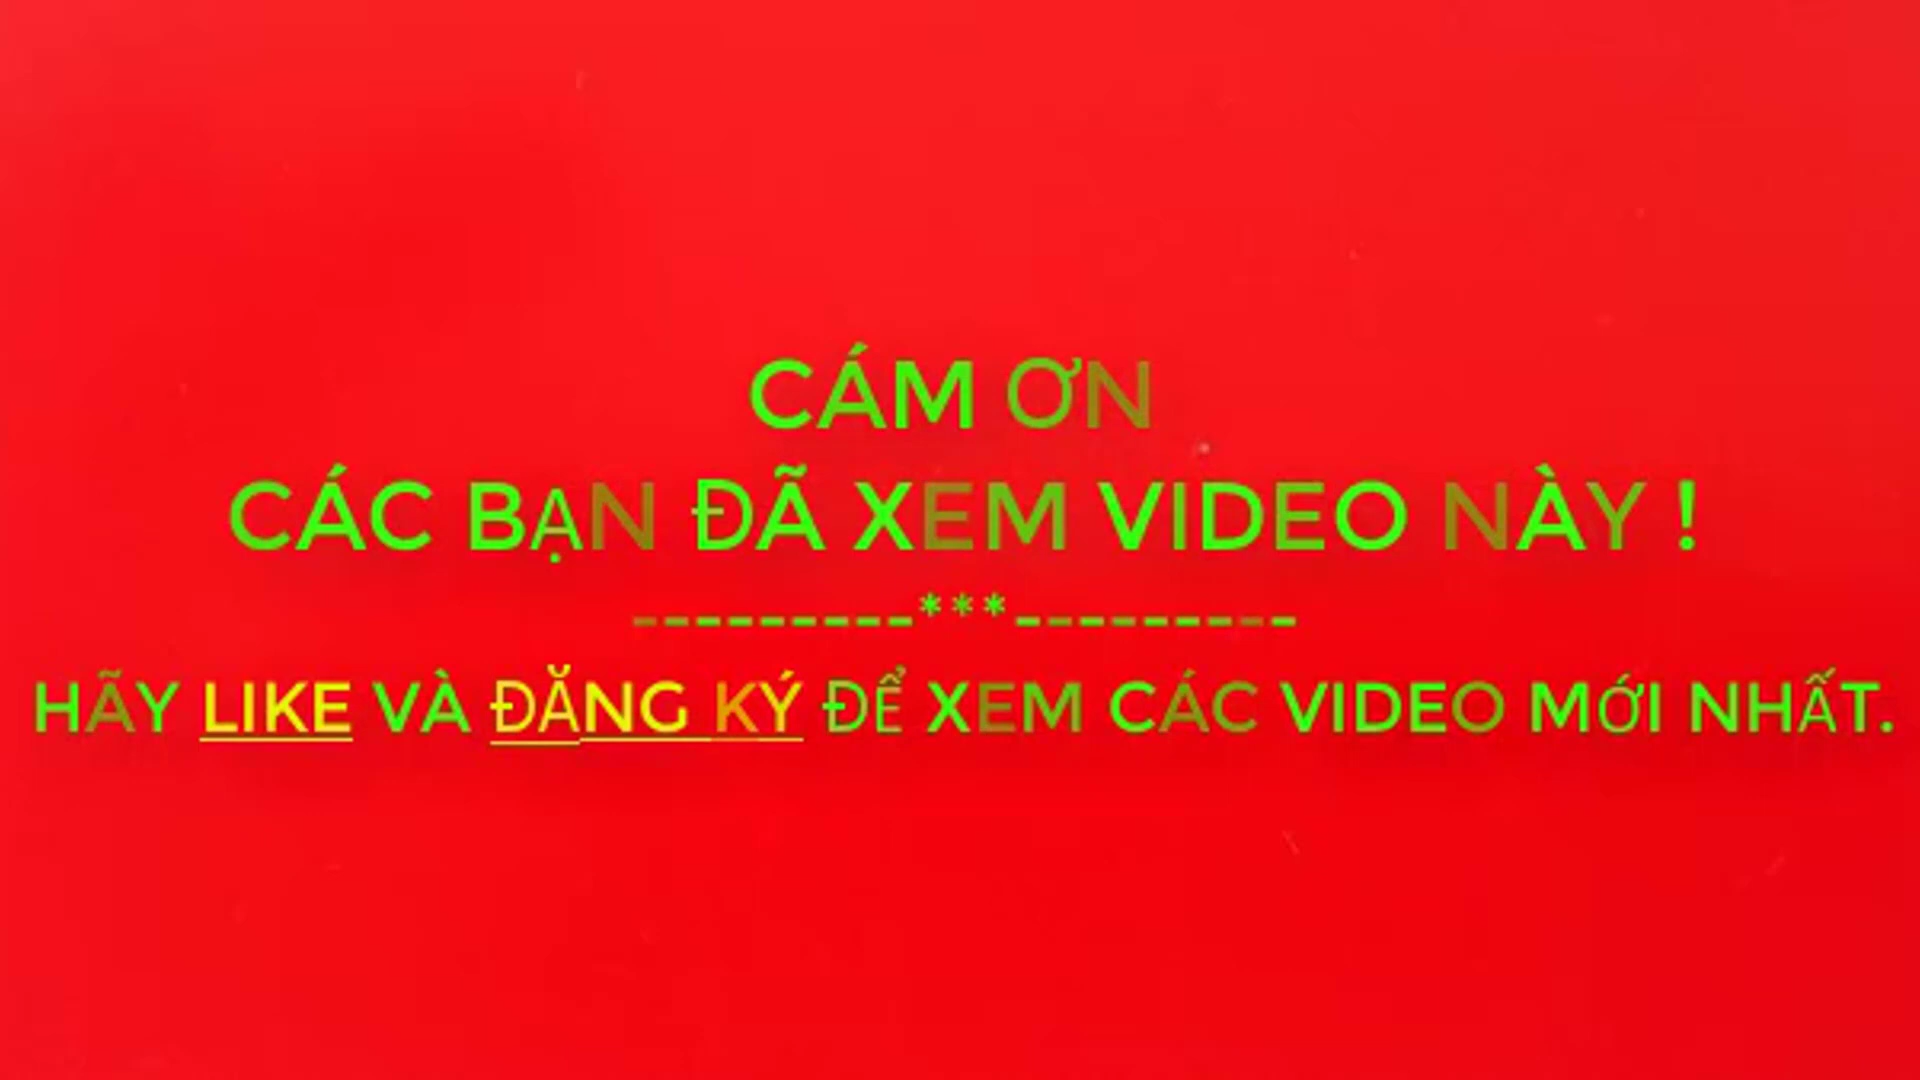 CÁM ƠN
CÁC BẠN ĐÃ XEM VIDEO NÀY !
---------***---------
HÃY LIKE VÀ ĐĂNG KÝ ĐỂ XEM CÁC VIDEO MỚI NHẤT.